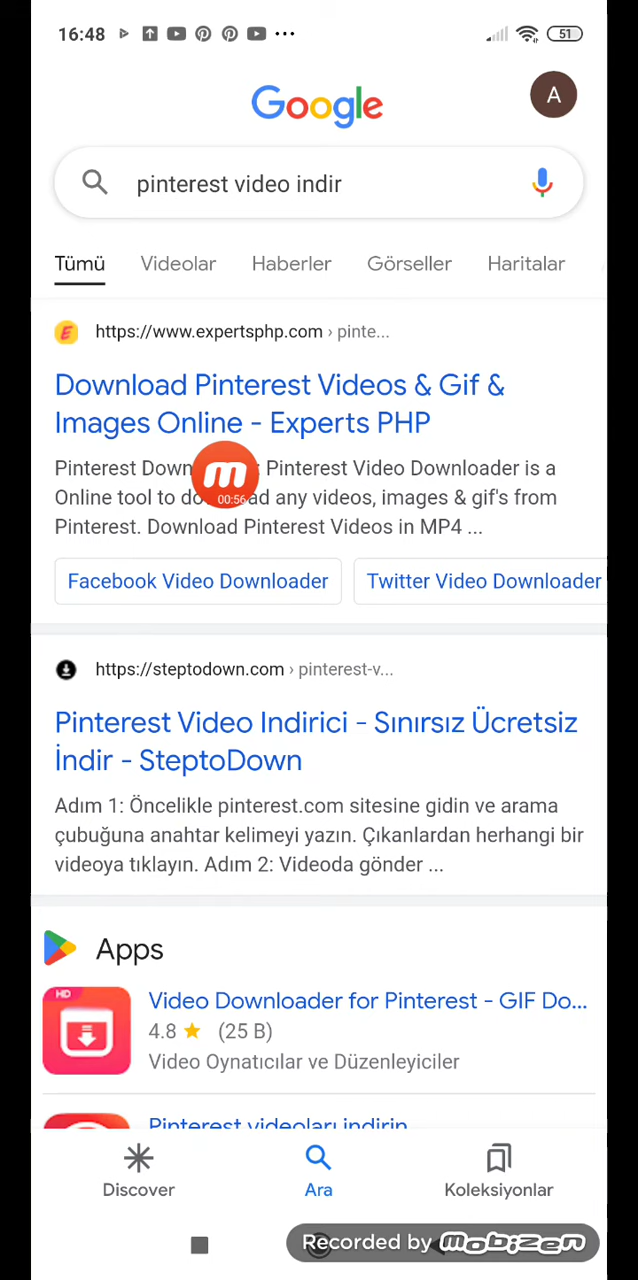 16:48
51
Google
A
pinterest video indir
Tümü Videolar Haberler Görseller Haritalar
https://www.expertsphp.com › pinte...
Download Pinterest Videos & Gif &
Images Online - Experts PHP
Pinterest Down Pinterest Video Downloader is a
Online tool to do ad any videos, images & gif's from
Pinterest. Download Pinterest Videos in MP4 ...
m
00:56
Facebook Video Downloader Twitter Video Downloader
https://steptodown.com › pinterest-v...
Pinterest Video Indirici - Sınırsız Ücretsiz
İndir - SteptoDown
Adım 1: Öncelikle pinterest.com sitesine gidin ve arama
çubuğuna anahtar kelimeyi yazın. Çıkanlardan herhangi bir
videoya tıklayın. Adım 2: Videoda gönder ...
Apps
HD
Video Downloader for Pinterest - GIF Do...
4.8 ★ (25 B)
Video Oynatıcılar ve Düzenleyiciler
Pinterest videoları indirin
Discover Ara Koleksiyonlar
Recorded by mobizen